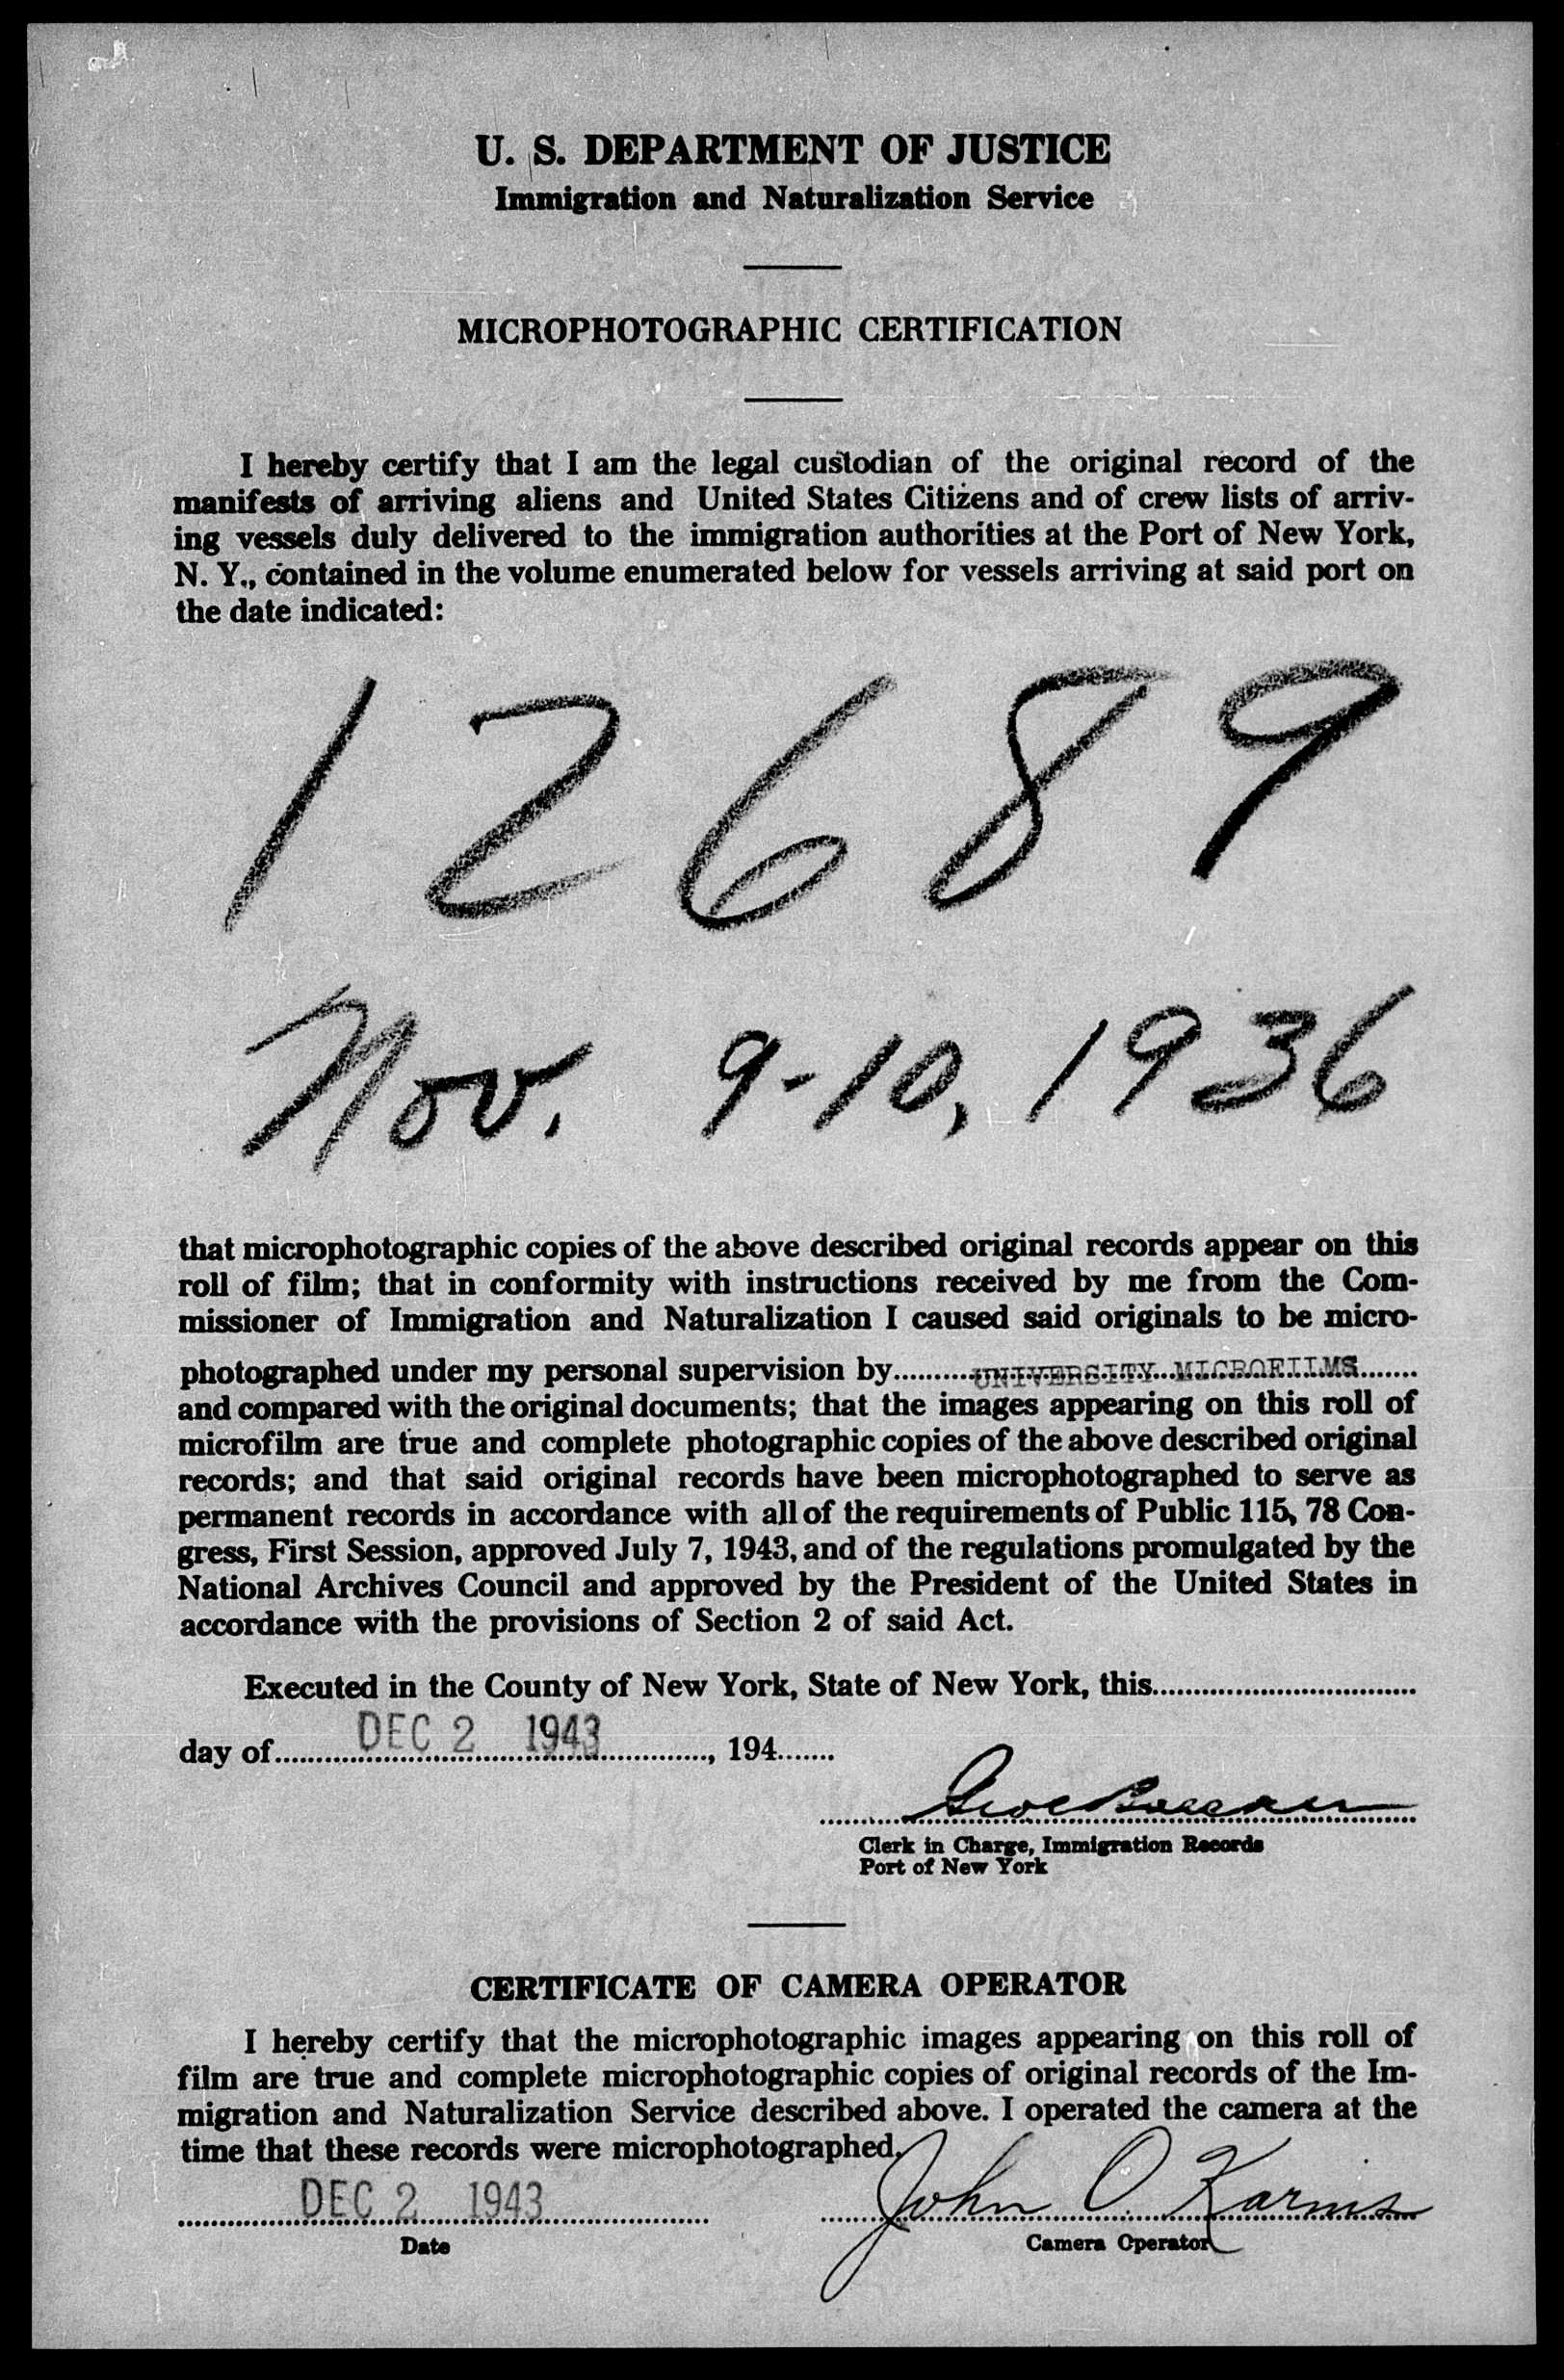 U. S. DEPARTMENT OF JUSTICE
Immigration and Naturalization Service
MICROPHOTOGRAPHIC CERTIFICATION
I hereby certify that I am the legal custodian of the original record of the
manifests of arriving aliens and United States Citizens and of crew lists of arriv-
ing vessels duly delivered to the immigration authorities at the Port of New York,
N. Y., contained in the volume enumerated below for vessels arriving at said port on
the date indicated:
12689
Nov. 9-10, 1936
that microphotographic copies of the above described original records appear on this
roll of film; that in conformity with instructions received by me from the Com-
missioner of Immigration and Naturalization I caused said originals to be micro-
photographed under my personal supervision by UNIVERSITY MICROFILMS
and compared with the original documents; that the images appearing on this roll of
microfilm are true and complete photographic copies of the above described original
records; and that said original records have been microphotographed to serve as
permanent records in accordance with all of the requirements of Public 115, 78 Con-
gress, First Session, approved July 7, 1943, and of the regulations promulgated by the
National Archives Council and approved by the President of the United States in
accordance with the provisions of Section 2 of said Act.
Executed in the County of New York, State of New York, this
day of DEC 2 1943, 194
Clerk in Charge, Immigration Records
Port of New York
CERTIFICATE OF CAMERA OPERATOR
I hereby certify that the microphotographic images appearing on this roll of
film are true and complete microphotographic copies of original records of the Im-
migration and Naturalization Service described above. I operated the camera at the
time that these records were microphotographed.
DEC 2 1943 John O. Karins
Date Camera Operator